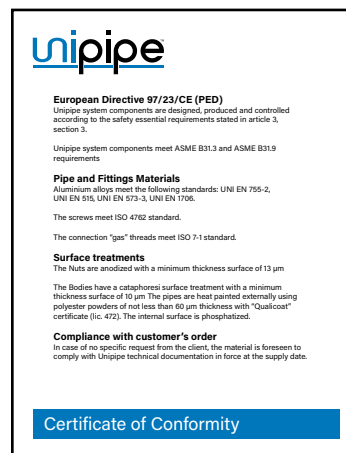 unipipe
European Directive 97/23/CE (PED)
Unipipe system components are designed, produced and controlled
according to the safety essential requirements stated in article 3,
section 3.
Unipipe system components meet ASME B31.3 and ASME B31.9
requirements
Pipe and Fittings Materials
Aluminium alloys meet the following standards: UNI EN 755-2,
UNI EN 515, UNI EN 573-3, UNI EN 1706.
The screws meet ISO 4762 standard.
The connection "gas" threads meet ISO 7-1 standard.
Surface treatments
The Nuts are anodized with a minimum thickness surface of 13 μm
The Bodies have a cataphoresi surface treatment with a minimum
thickness surface of 10 μm The pipes are heat painted externally using
polyester powders of not less than 60 μm thickness with "Qualicoat"
certificate (lic. 472). The internal surface is phosphatized.
Compliance with customer's order
In case of no specific request from the client, the material is foreseen to
comply with Unipipe technical documentation in force at the supply date.
Certificate of Conformity